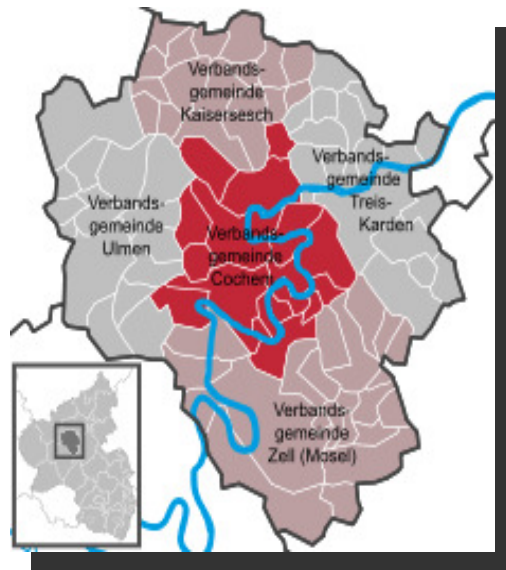 Verbands-
gemeinde
Kaisersesch
Verbands-
gemeinde
Treis-
Karden
Verbands-
gemeinde
Ulmen
Verbands-
gemeinde
Cochem
Verbands-
gemeinde
Zell (Mosel)